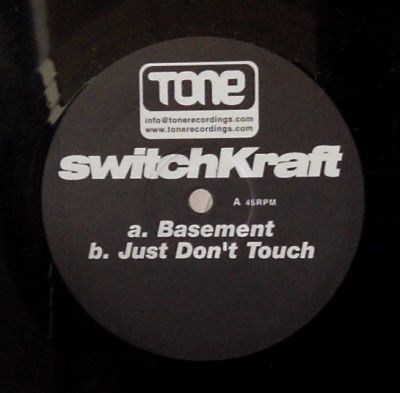 TONE
info@tonerecordings.com
www.tonerecordings.com
switchKraft
A 45RPM
a. Basement
b. Just Don't Touch